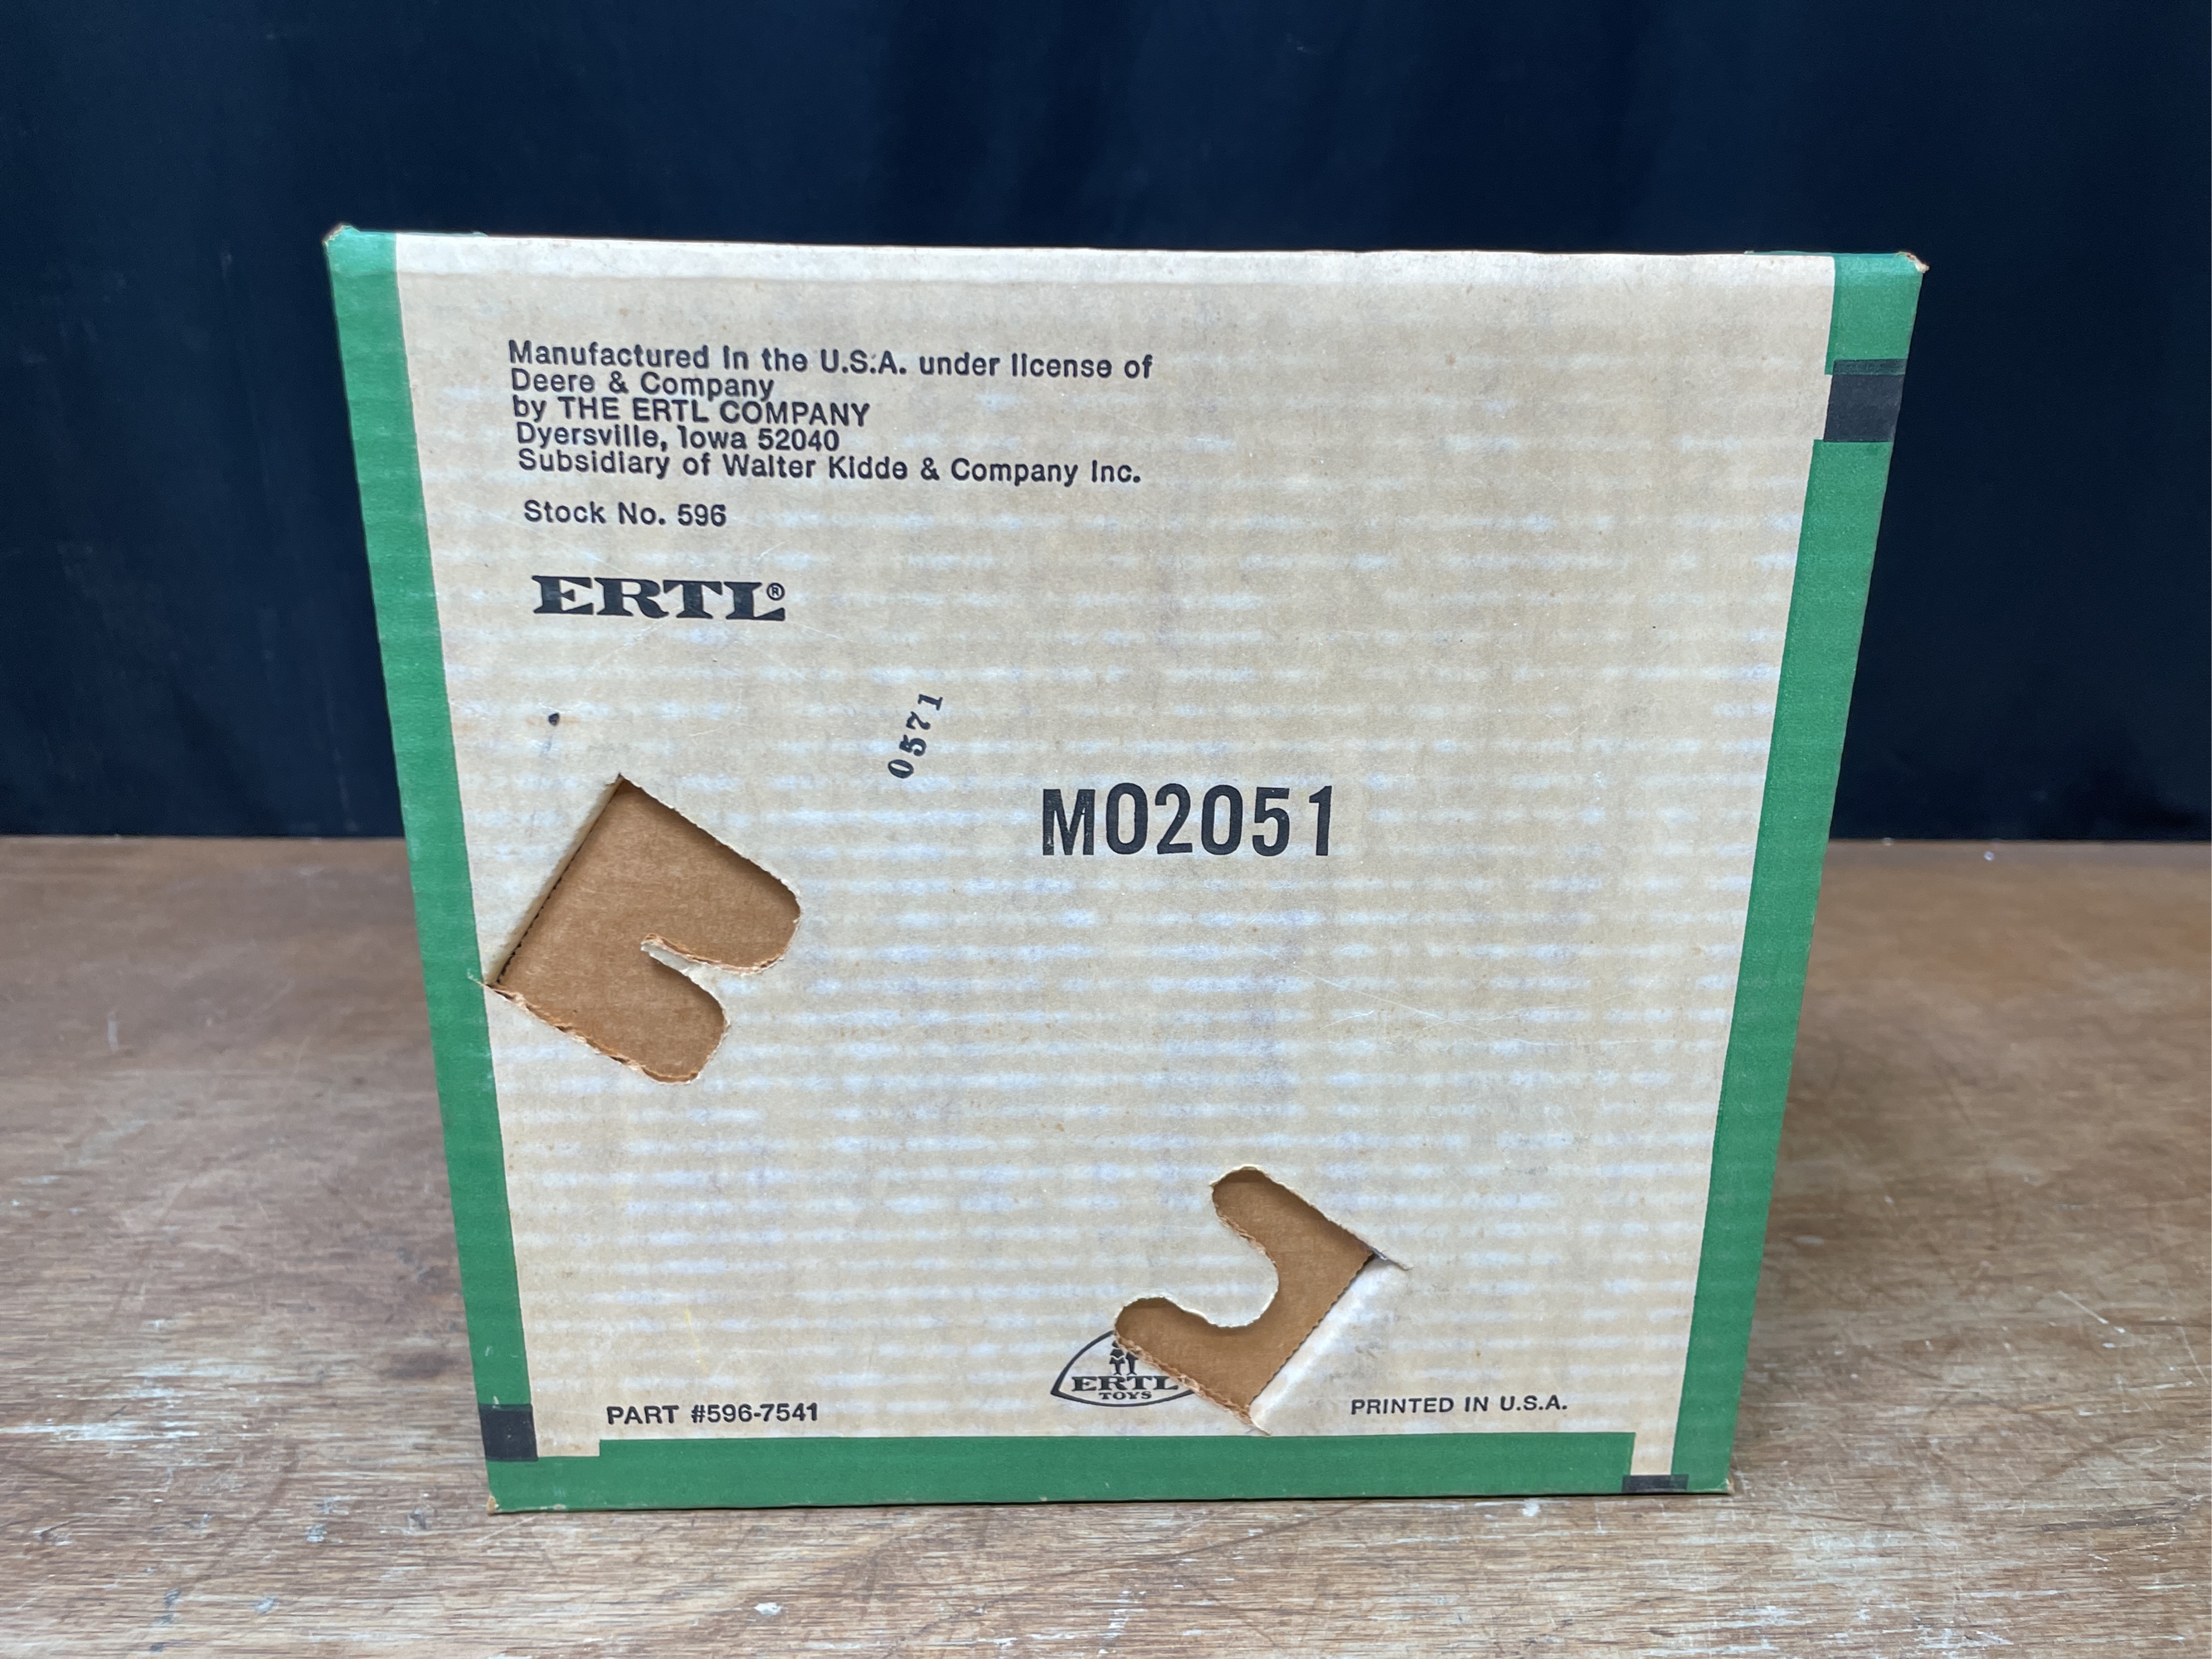 Manufactured in the U.S.A. under license of
Deere & Company
by THE ERTL COMPANY
Dyersville, Iowa 52040
Subsidiary of Walter Kidde & Company Inc.
Stock No. 596
ERTL®
0571
M02051
ERTL
TOYS
PART #596-7541
PRINTED IN U.S.A.